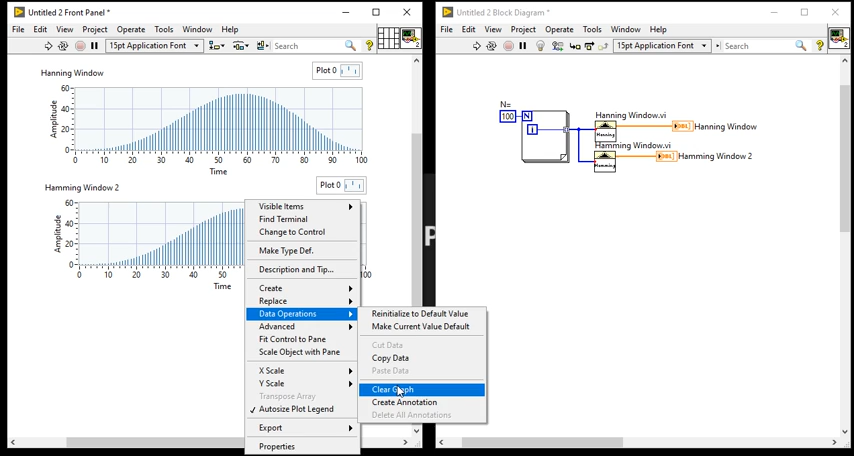 Untitled 2 Front Panel *
File Edit View Project Operate Tools Window Help
15pt Application Font
Search
2
Hanning Window
Plot 0
Amplitude
60
40
20
0
0 10 20 30 40 50 60 70 80 90 100
Time
Hamming Window 2
Plot 0
Amplitude
60
40
20
0
0 10 20 30 40 50 100
Time
Visible Items
Find Terminal
Change to Control
Make Type Def.
Description and Tip...
Create
Replace
Data Operations
Advanced
Fit Control to Pane
Scale Object with Pane
X Scale
Y Scale
Transpose Array
Autosize Plot Legend
Export
Properties
Reinitialize to Default Value
Make Current Value Default
Cut Data
Copy Data
Paste Data
Clear Graph
Create Annotation
Delete All Annotations
P
Untitled 2 Block Diagram *
File Edit View Project Operate Tools Window Help
15pt Application Font
Search
2
N=
100
N
i
Hanning Window.vi
Hanning
DBL
Hanning Window
Hamming Window.vi
Hamming
DBL
Hamming Window 2